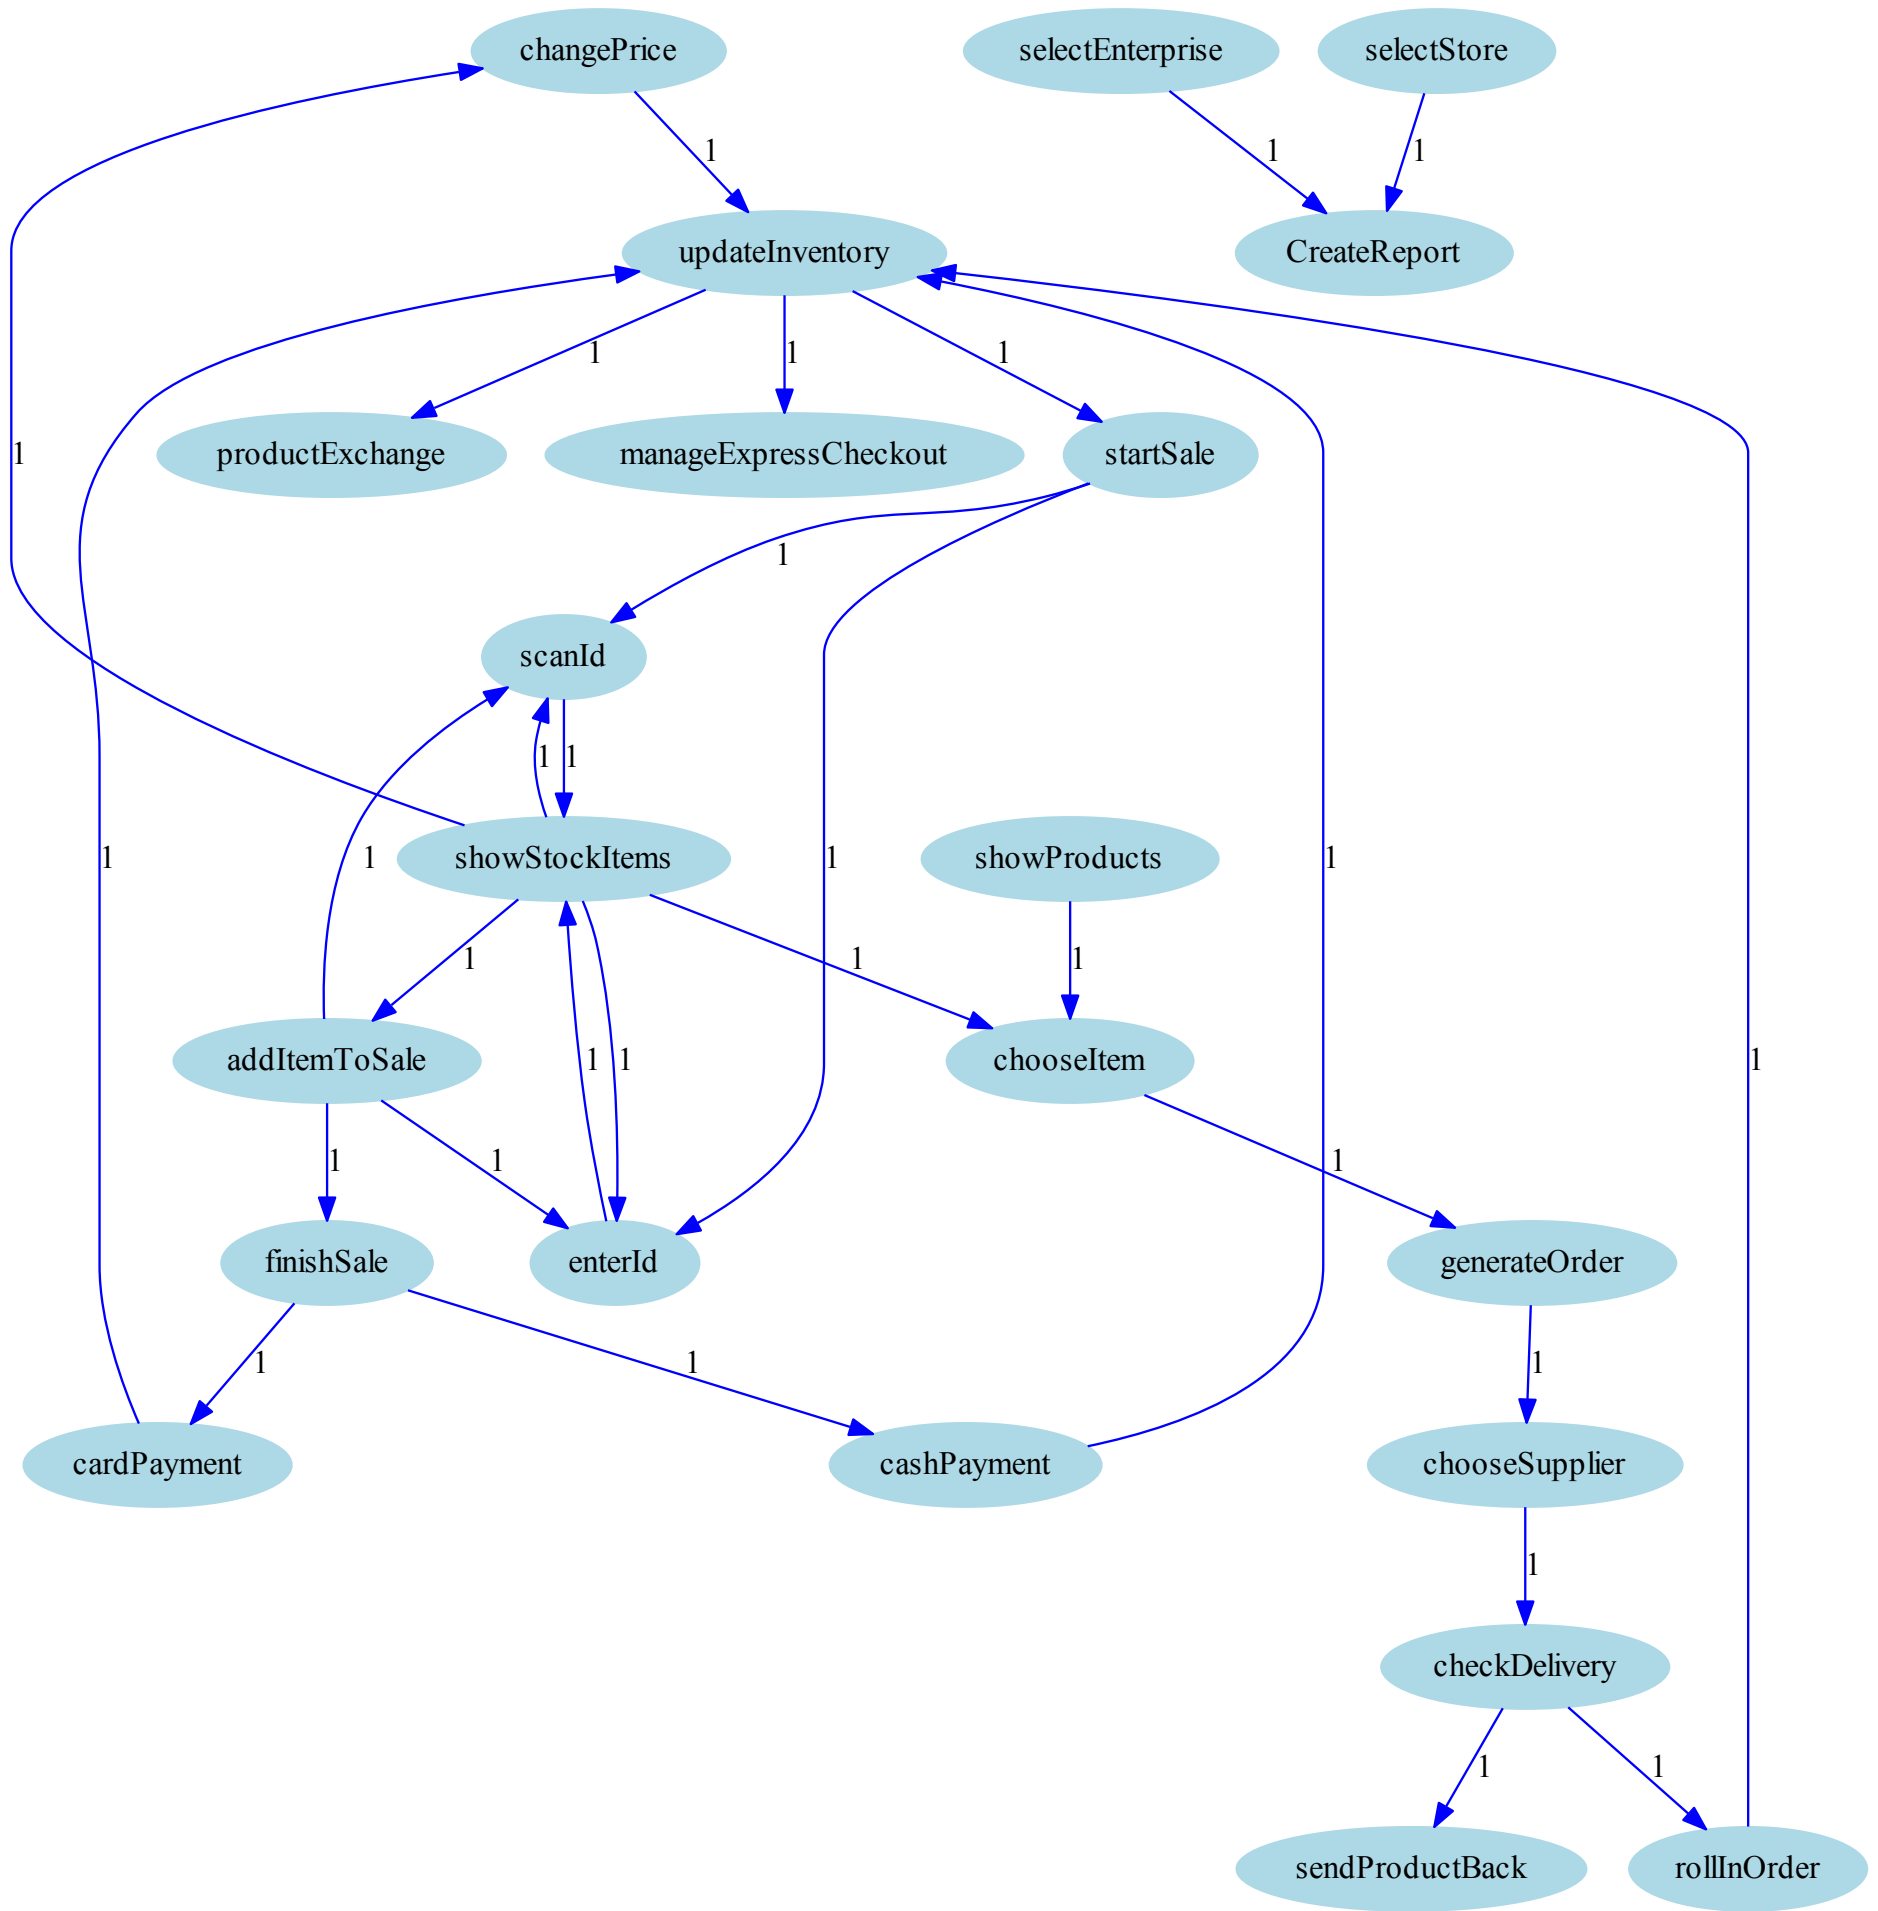 changePrice
selectEnterprise
selectStore
1
1
1
updateInventory
CreateReport
1
1
1
1
productExchange
manageExpressCheckout
startSale
1
scanId
1
1
1
1
1
1
showStockItems
showProducts
1
1
1
1
1
1
addItemToSale
chooseItem
1
1
1
1
finishSale
enterId
generateOrder
1
1
1
cardPayment
cashPayment
chooseSupplier
1
checkDelivery
1
1
sendProductBack
rollInOrder